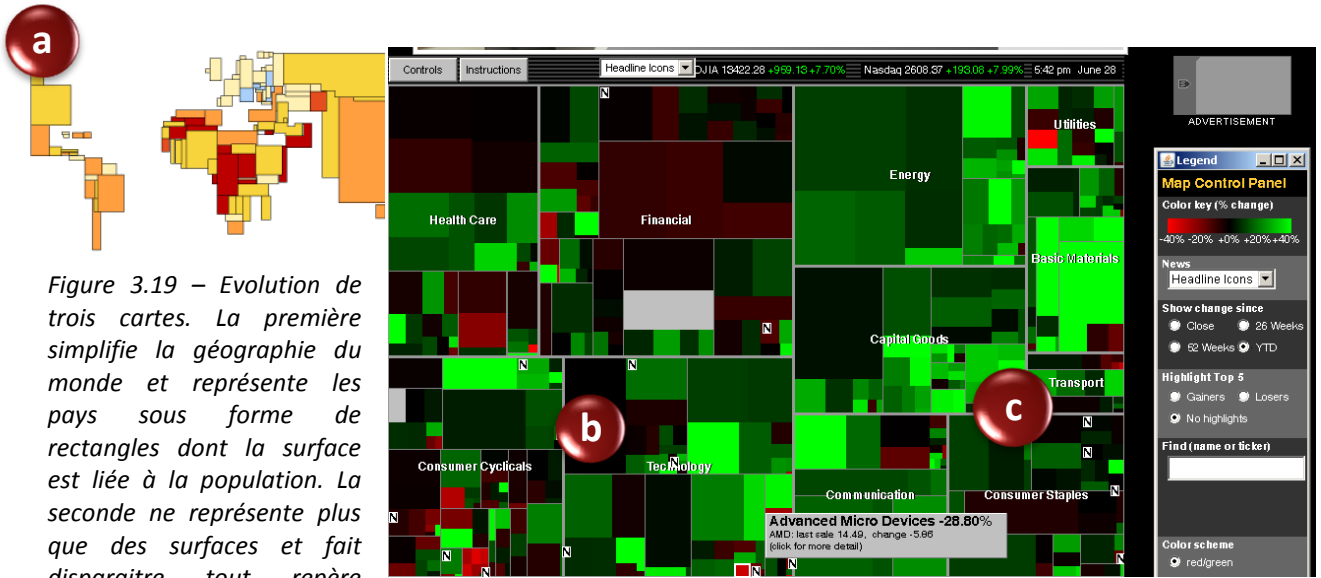 a
Figure 3.19 – Evolution de
trois cartes. La première
simplifie la géographie du
monde et représente les
pays sous forme de
rectangles dont la surface
est liée à la population. La
seconde ne représente plus
que des surfaces et fait
disparaitre tout repère
Controls Instructions Headline Icons DJIA 13422.28 +959.13 +7.70% Nasdaq 2608.37 +193.08 +7.99% 5:42 pm June 28
N
Utilities
Energy
Health Care
Financial
Basic Materials
N
Capital Goods
N
N
Transport
c
b
N
N
Consumer Cyclicals
N
Technology
Communication
Consumer Staples
N
N
Advanced Micro Devices -28.80%
AMD: last sale 14.49, change -5.86
(click for more detail)
N
N
N
N
ADVERTISEMENT
Legend
Map Control Panel
Color key (% change)
-40% -20% +0% +20% +40%
News
Headline Icons
Show change since
Close 26 Weeks
52 Weeks YTD
Highlight Top 5
Gainers Losers
No highlights
Find (name or ticker)
Color scheme
red/green